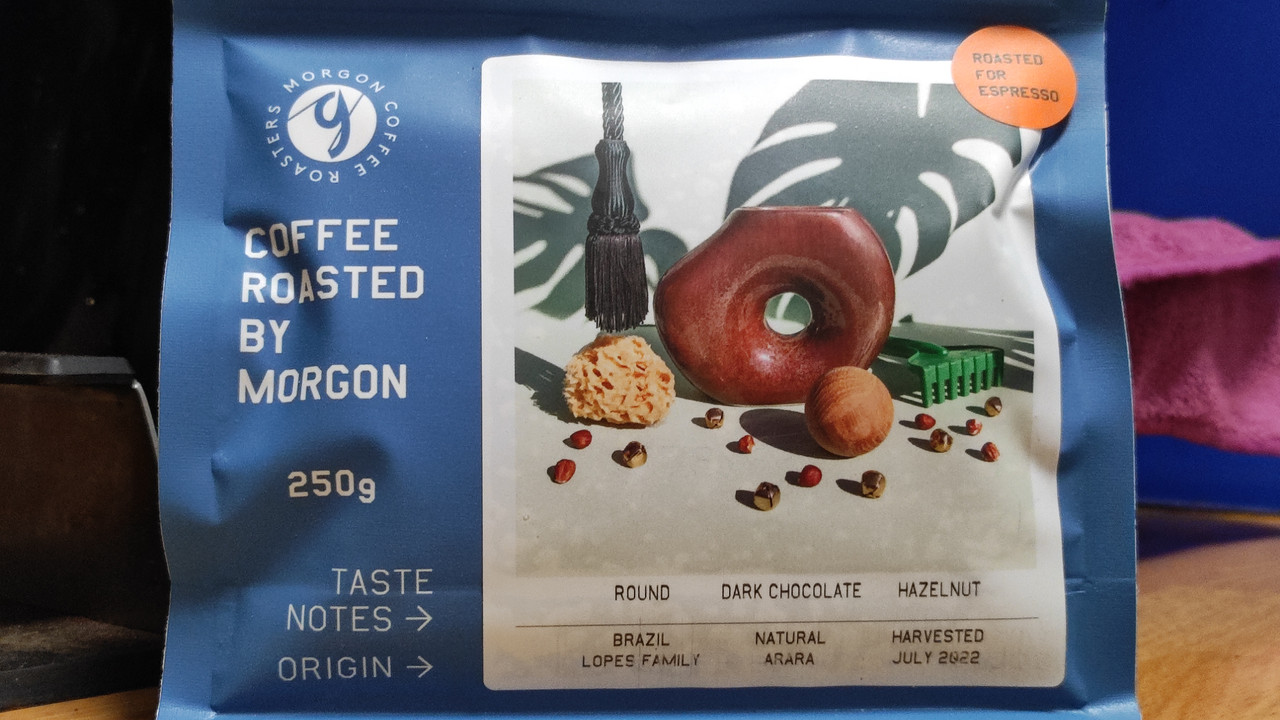 MORGON COFFEE ROASTERS
g
COFFEE
ROASTED
BY
MORGON
250g
TASTE
NOTES →
ORIGIN →
ROASTED
FOR
ESPRESSO
ROUND DARK CHOCOLATE HAZELNUT
BRAZIL NATURAL HARVESTED
LOPES FAMILY ARARA JULY 2022